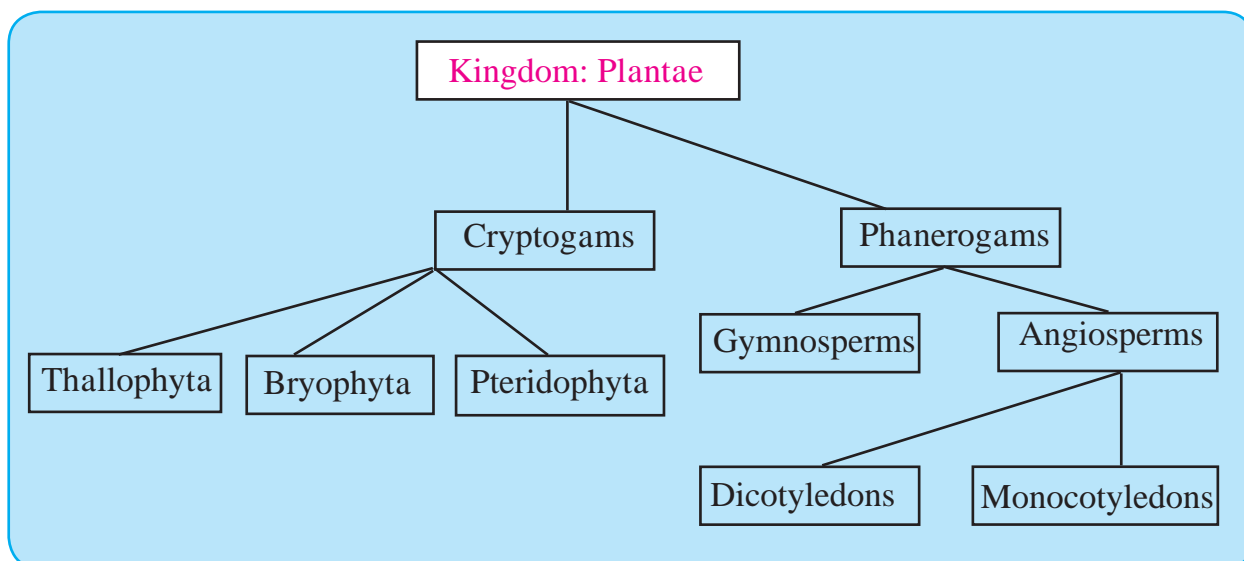 Kingdom: Plantae
Cryptogams
Phanerogams
Gymnosperms
Angiosperms
Thallophyta
Bryophyta
Pteridophyta
Dicotyledons
Monocotyledons